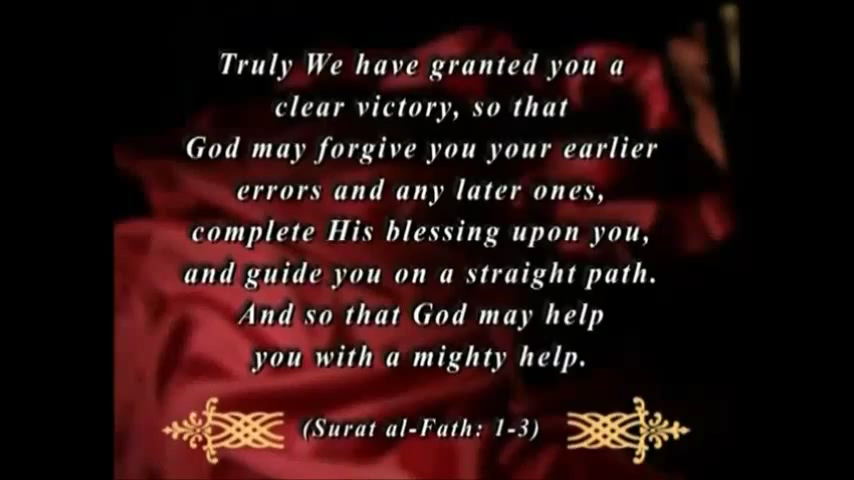 Truly We have granted you a
clear victory, so that
God may forgive you your earlier
errors and any later ones,
complete His blessing upon you,
and guide you on a straight path.
And so that God may help
you with a mighty help.
(Surat al-Fath: 1-3)